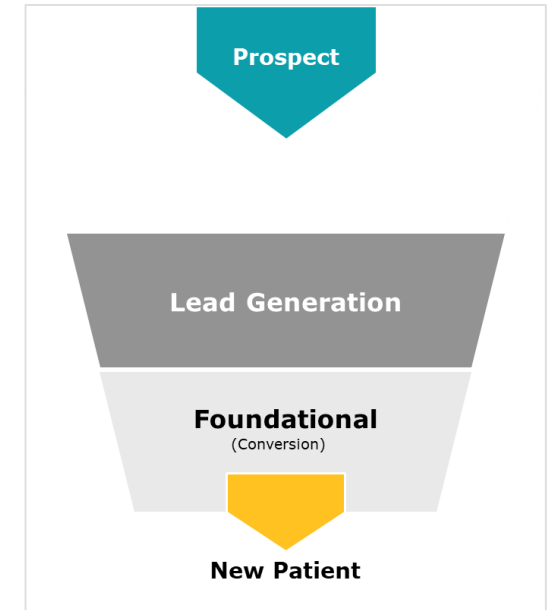 Prospect
Lead Generation
Foundational
(Conversion)
New Patient